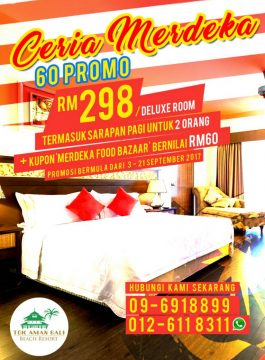 Ceria Merdeka
60 PROMO
RM298 / DELUXE ROOM
TERMASUK SARAPAN PAGI UNTUK 2 ORANG
+ KUPON 'MERDEKA FOOD BAZAAR' BERNILAI RM60
PROMOSI BERMULA DARI 3 - 21 SEPTEMBER 2017
HUBUNGI KAMI SEKARANG
09-6918899
012-611 8311
TOK AMAN BALI
BEACH RESORT